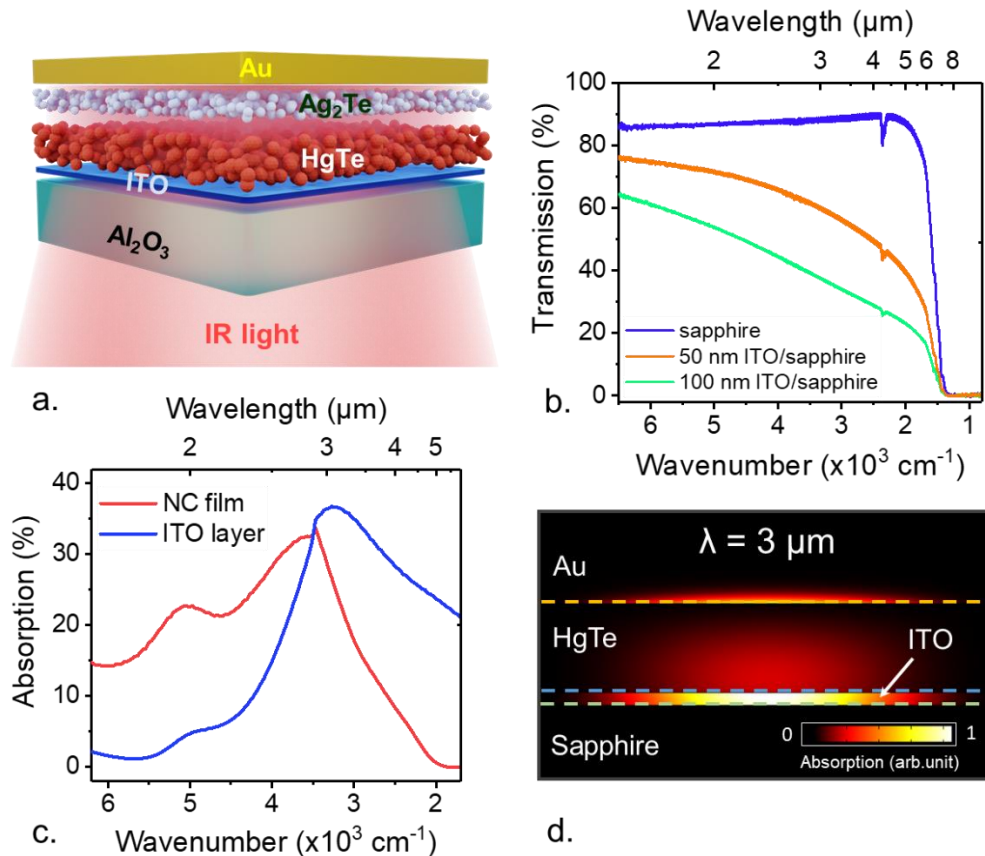 Au
Ag₂Te
HgTe
ITO
Al₂O₃
IR light
a.
Wavelength (µm)
2 3 4 5 6 8
Transmission (%)
100
80
60
40
20
0
sapphire
50 nm ITO/sapphire
100 nm ITO/sapphire
6 5 4 3 2 1
Wavenumber (x10³ cm⁻¹)
b.
Wavelength (µm)
2 3 4 5
Absorption (%)
40
30
20
10
0
NC film
ITO layer
6 5 4 3 2
Wavenumber (x10³ cm⁻¹)
c.
λ = 3 µm
Au
HgTe
ITO
Sapphire
0 1
Absorption (arb.unit)
d.